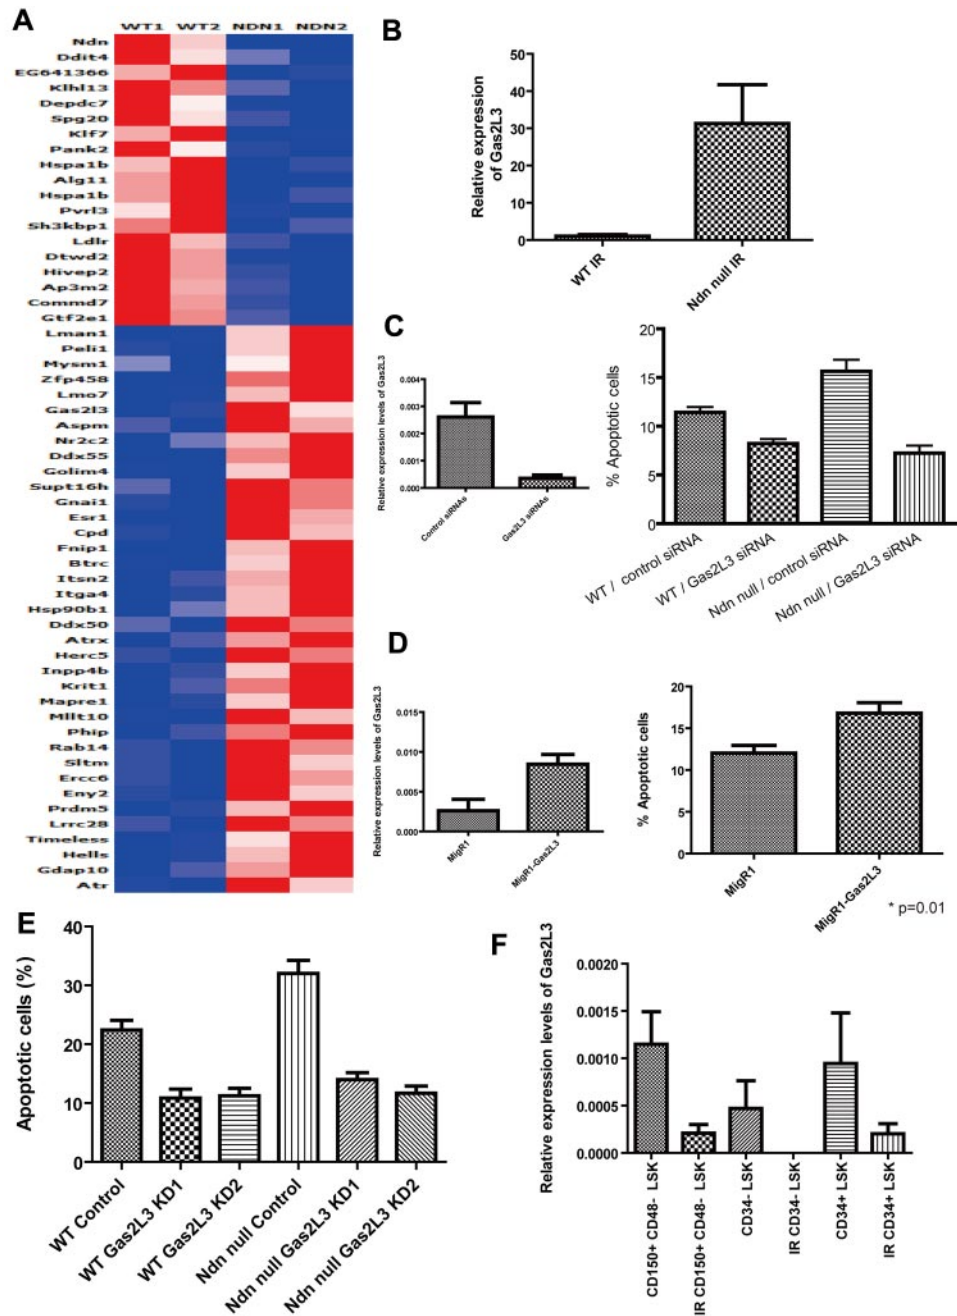 A
WT1 WT2 NDN1 NDN2
Ndn
Ddit4
EG641366
Klhl13
Depdc7
Spg20
Klf7
Pank2
Hspa1b
Alg11
Hspa1b
Pvrl3
Sh3kbp1
Ldlr
Dtwd2
Hivep2
Ap3m2
Commd7
Gtf2e1
Lman1
Peli1
Mysm1
Zfp458
Lmo7
Gas2l3
Aspm
Nr2c2
Ddx55
Golim4
Supt16h
Gnai1
Esr1
Cpd
Fnip1
Btrc
Itsn2
Itga4
Hsp90b1
Ddx50
Atrx
Herc5
Inpp4b
Krit1
Mapre1
Mllt10
Phip
Rab14
Sltm
Ercc6
Eny2
Prdm5
Lrrc28
Timeless
Hells
Gdap10
Atr
B
Relative expression
of Gas2L3
50
40
30
20
10
0
WT IR
Ndn null IR
C
Relative expression levels of Gas2L3
0.004
0.003
0.002
0.001
0.000
Control siRNAs
Gas2L3 siRNAs
% Apoptotic cells
20
15
10
5
0
WT / control siRNA
WT / Gas2L3 siRNA
Ndn null / control siRNA
Ndn null / Gas2L3 siRNA
D
Relative expression levels of Gas2L3
0.015
0.010
0.005
0.000
MigR1
MigR1-Gas2L3
% Apoptotic cells
20
15
10
5
0
MigR1
MigR1-Gas2L3
* p=0.01
E
Apoptotic cells (%)
40
30
20
10
0
WT Control
WT Gas2L3 KD1
WT Gas2L3 KD2
Ndn null Control
Ndn null Gas2L3 KD1
Ndn null Gas2L3 KD2
F
Relative expression levels of Gas2L3
0.0020
0.0015
0.0010
0.0005
0.0000
CD150+ CD48- LSK
IR CD150+ CD48- LSK
CD34- LSK
IR CD34- LSK
CD34+ LSK
IR CD34+ LSK